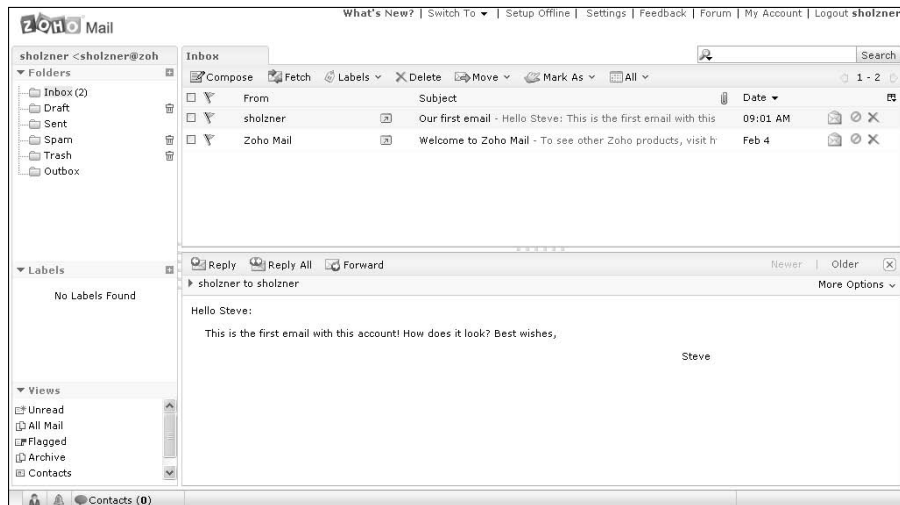 What's New? | Switch To | Setup Offline | Settings | Feedback | Forum | My Account | Logout sholzner
ZOHO Mail
sholzner <sholzner@zoh
Inbox
Search
Folders
Inbox (2)
Draft
Sent
Spam
Trash
Outbox
Compose Fetch Labels Delete Move Mark As All 1 - 2
From Subject Date
sholzner Our first email - Hello Steve: This is the first email with this 09:01 AM
Zoho Mail Welcome to Zoho Mail - To see other Zoho products, visit h Feb 4
Labels
No Labels Found
Views
Unread
All Mail
Flagged
Archive
Contacts
Reply Reply All Forward Newer | Older
sholzner to sholzner More Options
Hello Steve:
This is the first email with this account! How does it look? Best wishes,
Steve
Contacts (0)